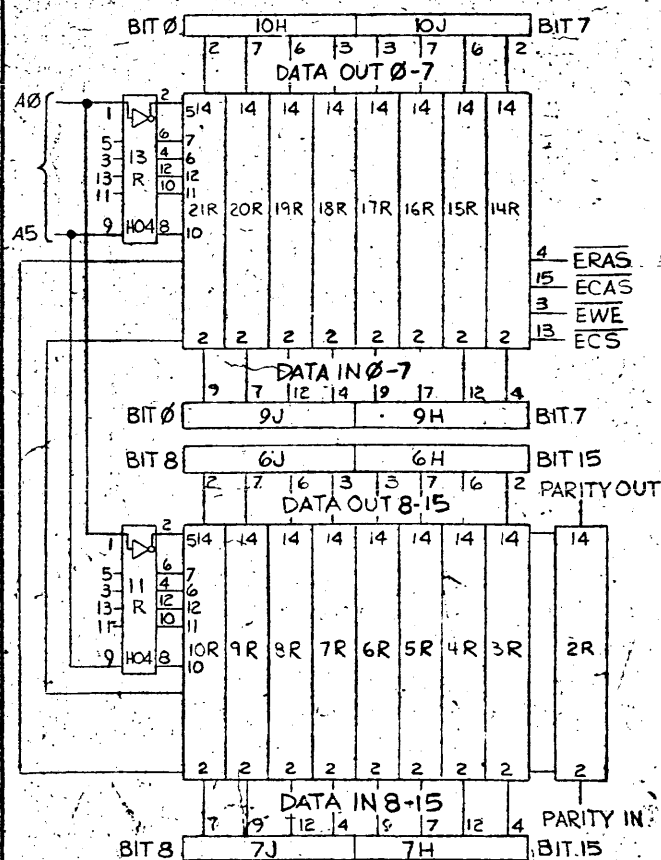 BIT Ø 10H 10J BIT 7
2 7 6 3 3 7 6 2
DATA OUT Ø-7
AØ 1 2 5 14 14 14 14 14 14 14 14
5 6 7
3 13 4 6
13 R 12 12
11 10 11
21R 20R 19R 18R 17R 16R 15R 14R
A5 9 H04 8 10
4 ERAS
15 ECAS
3 EWE
13 ECS
2 2 2 2 2 2 2 2
DATA IN Ø-7
9 7 12 4 9 7 12 4
BIT Ø 9J 9H BIT 7
BIT 8 6J 6H BIT 15
2 7 6 3 3 7 6 2 PARITY OUT
DATA OUT 8-15
1 2 5 14 14 14 14 14 14 14 14 14
5 6 7
3 11 4 6
13 R 12 12
11 10 11
9 H04 8 10
10R 9R 8R 7R 6R 5R 4R 3R 2R
2 2 2 2 2 2 2 2 2
DATA IN 8-15
7 9 12 4 7 12 4 PARITY IN
BIT 8 7J 7H BIT 15